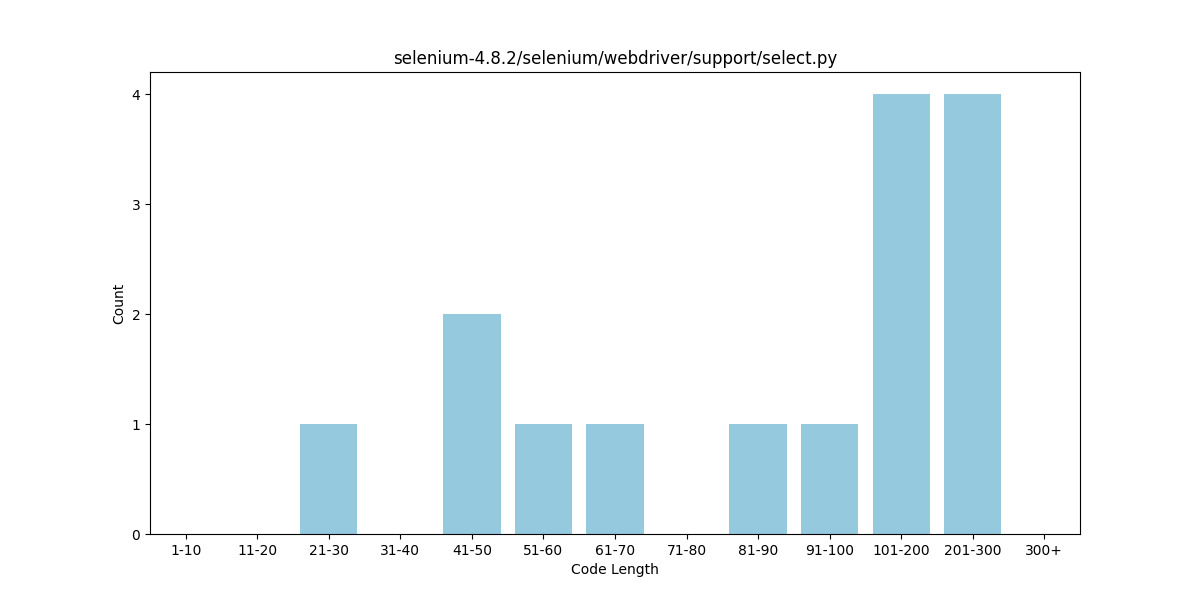 selenium-4.8.2/selenium/webdriver/support/select.py
4
3
2
1
0
Count
1-10 11-20 21-30 31-40 41-50 51-60 61-70 71-80 81-90 91-100 101-200 201-300 300+
Code Length